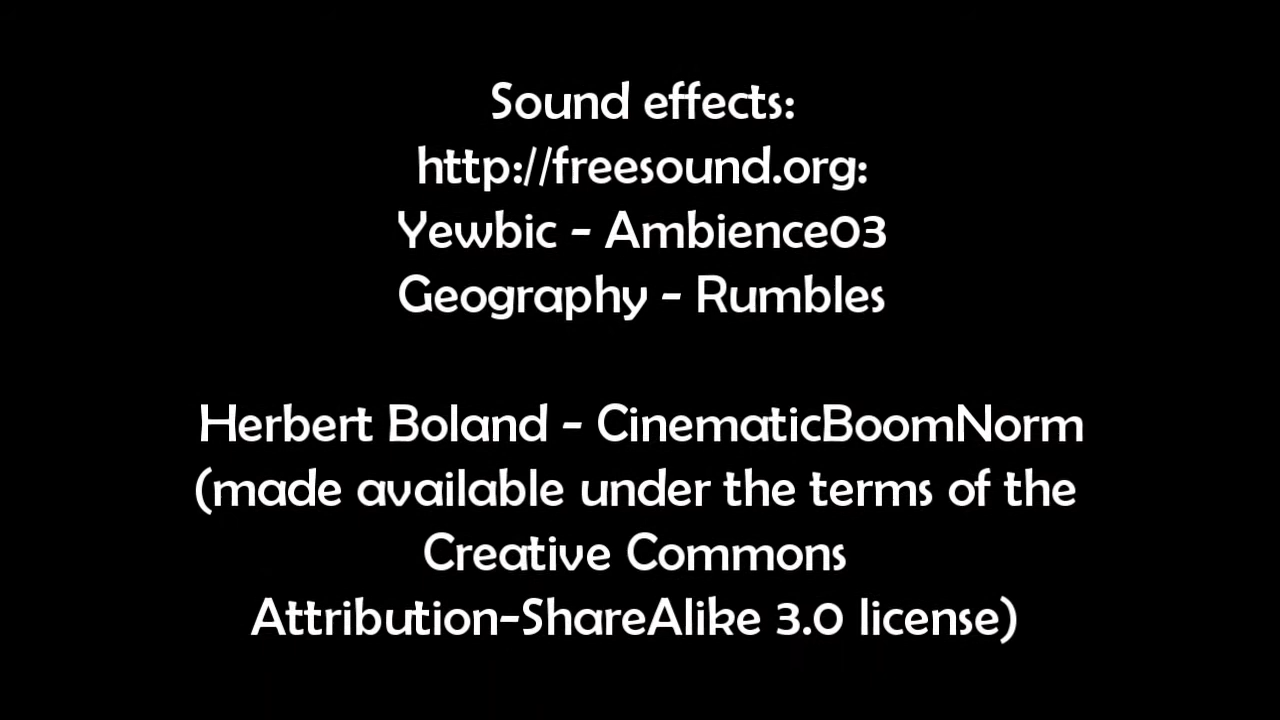 Sound effects:
http://freesound.org:
Yewbic - Ambience03
Geography - Rumbles
Herbert Boland - CinematicBoomNorm
(made available under the terms of the
Creative Commons
Attribution-ShareAlike 3.0 license)